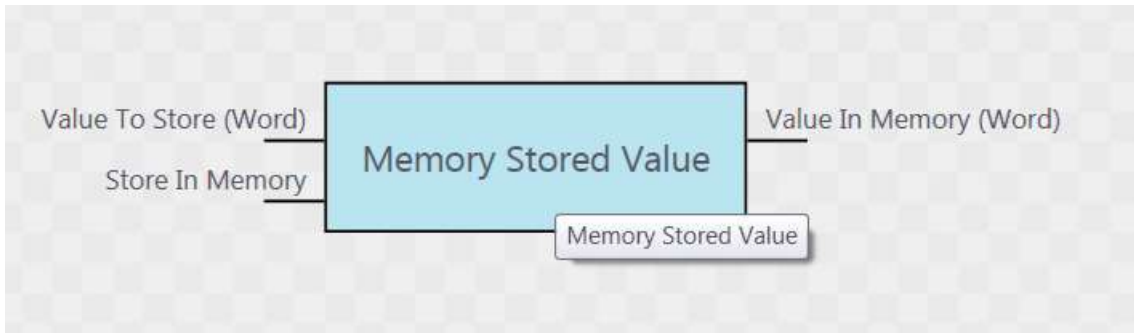 Value To Store (Word)
Value In Memory (Word)
Memory Stored Value
Store In Memory
Memory Stored Value